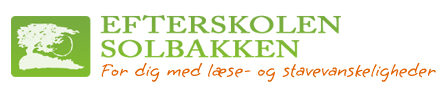 EFTERSKOLEN
SOLBAKKEN
For dig med læse- og stavevanskeligheder